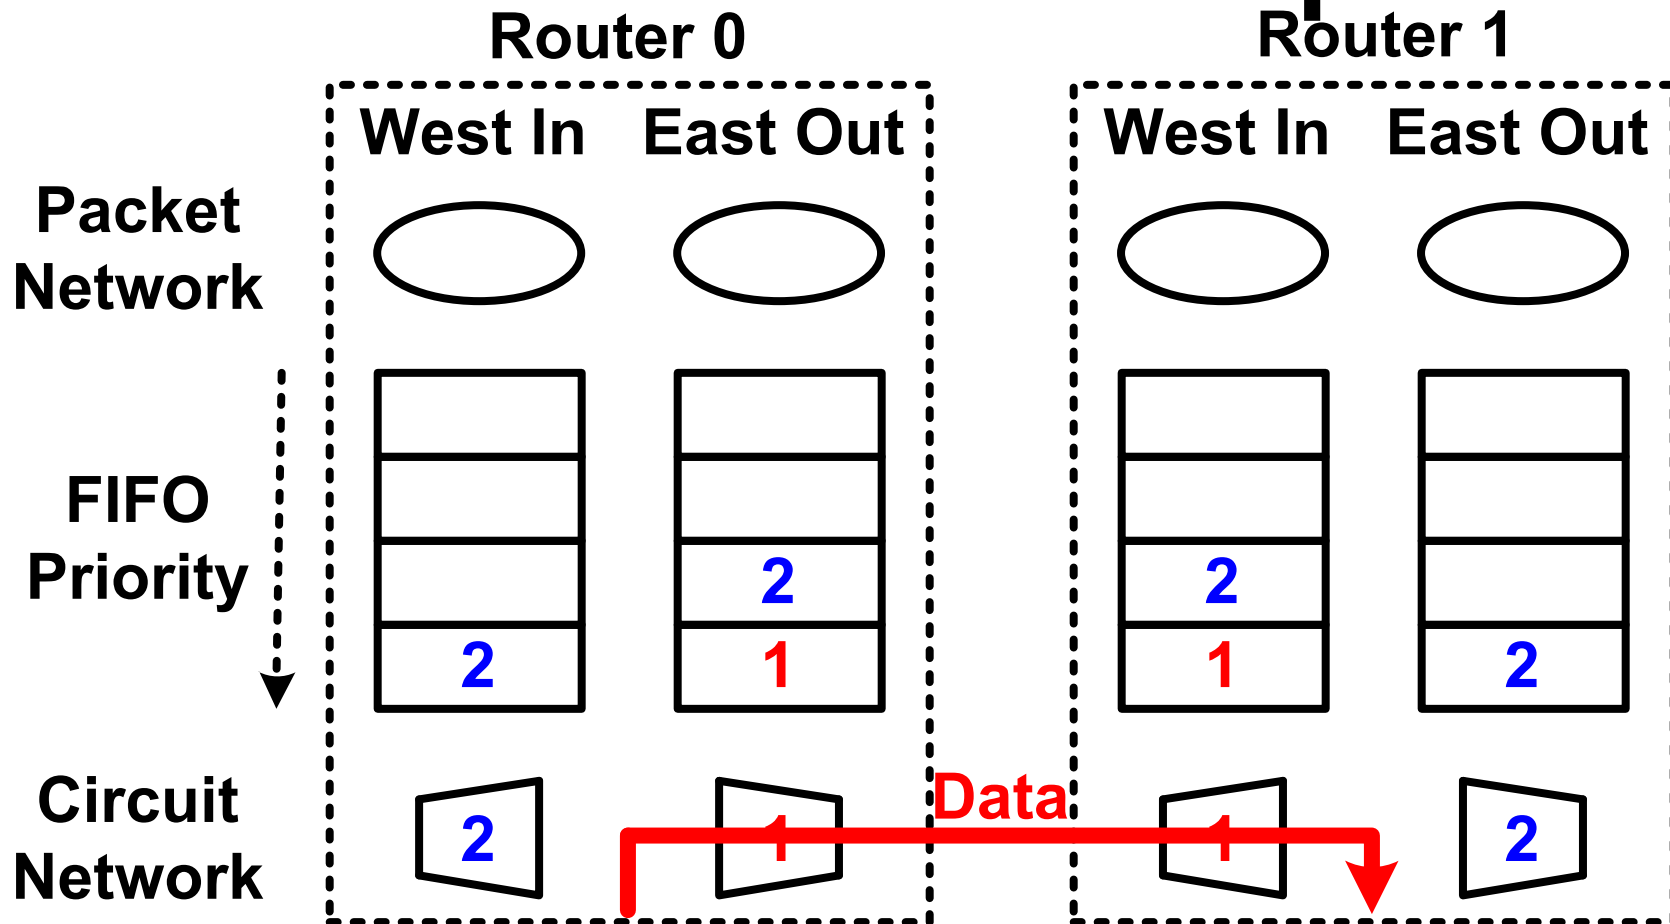 Router 0
Router 1
West In
East Out
West In
East Out
Packet
Network
FIFO
Priority
2
2
2
1
1
2
Circuit
Network
2
1
Data
1
2